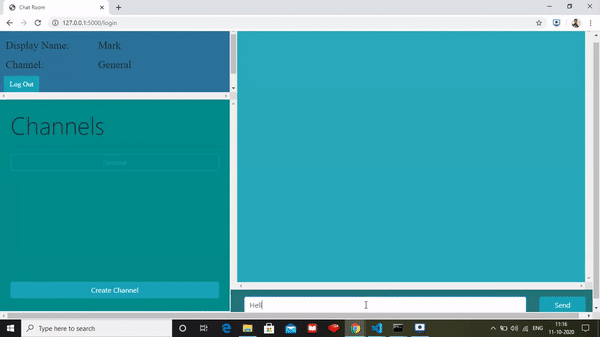 Chat Room
127.0.0.1:5000/login
Display Name: Mark
Channel: General
Log Out
Channels
General
Create Channel
Hell
Send
Type here to search
ENG
11:16
11-10-2020